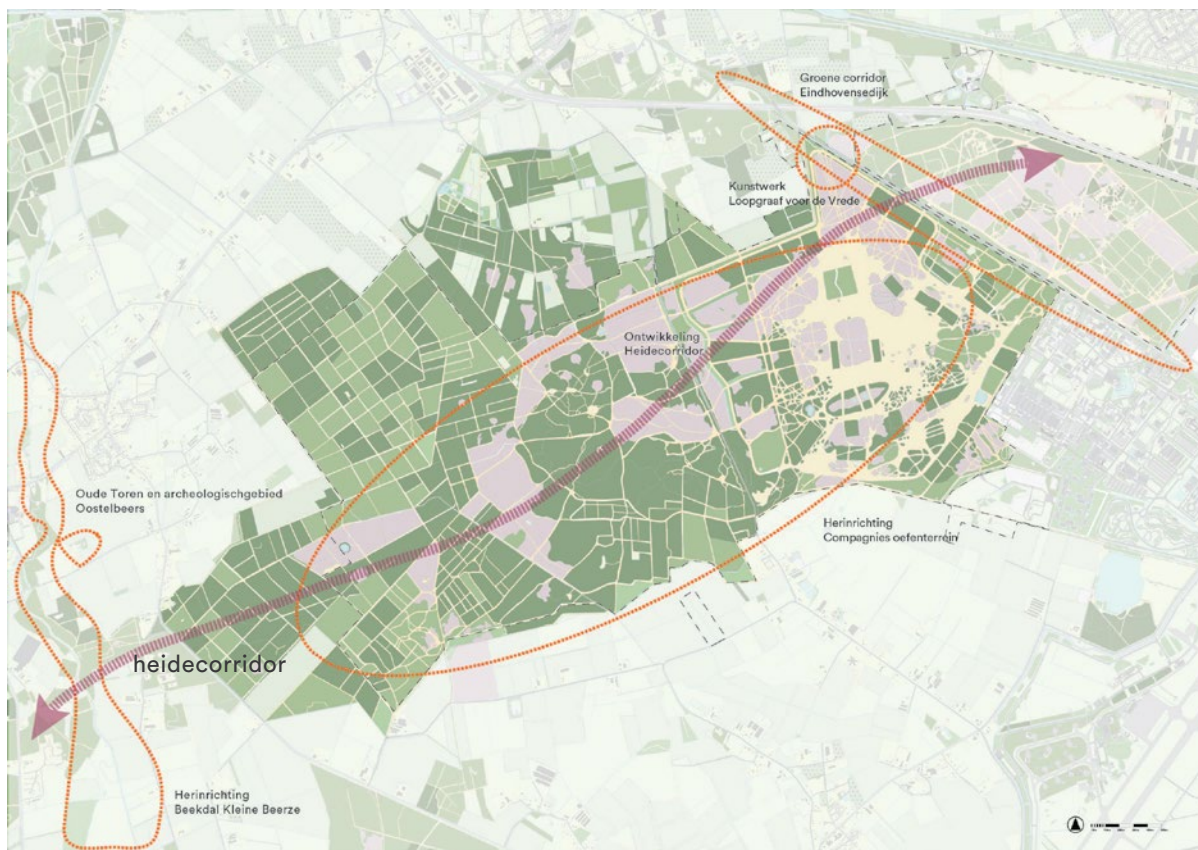 Groene corridor
Eindhovensedijk
Kunstwerk
Loopgraaf voor de Vrede
Ontwikkeling
Heidecorridor
Oude Toren en archeologischgebied
Oostelbeers
Herinrichting
Compagnies oefenterrein
heidecorridor
Herinrichting
Beekdal Kleine Beerze